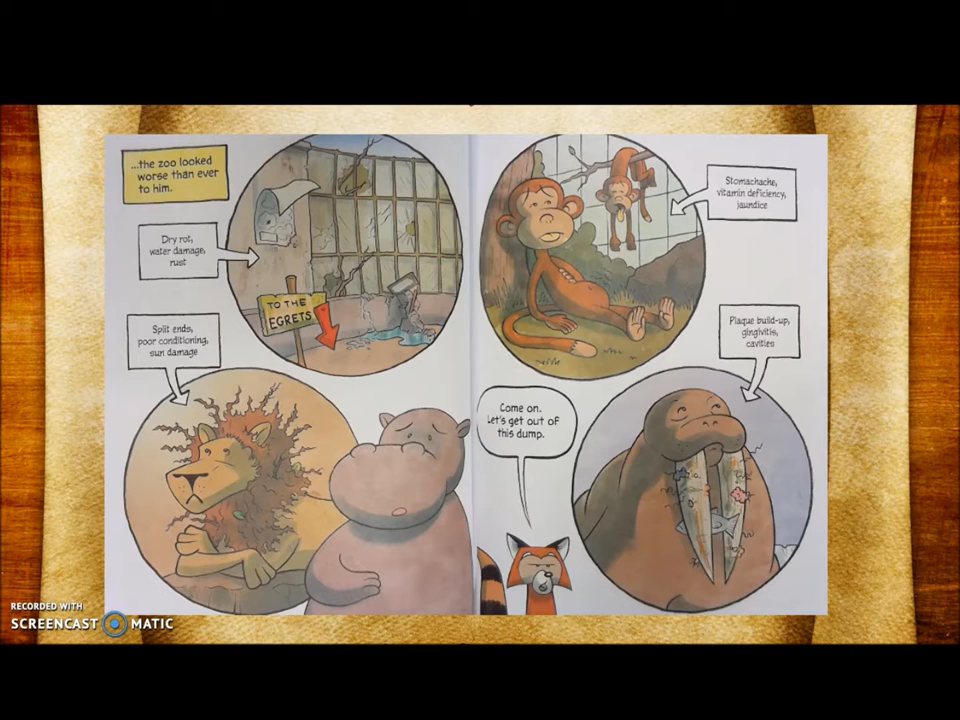 ...the zoo looked
worse than ever
to him.
Dry rot,
water damage,
rust
TO THE
EGRETS
Split ends,
poor conditioning,
sun damage
Stomachache,
vitamin deficiency,
jaundice
Plaque build-up,
gingivitis,
cavities
Come on.
Let's get out of
this dump.
RECORDED WITH
SCREENCAST MATIC